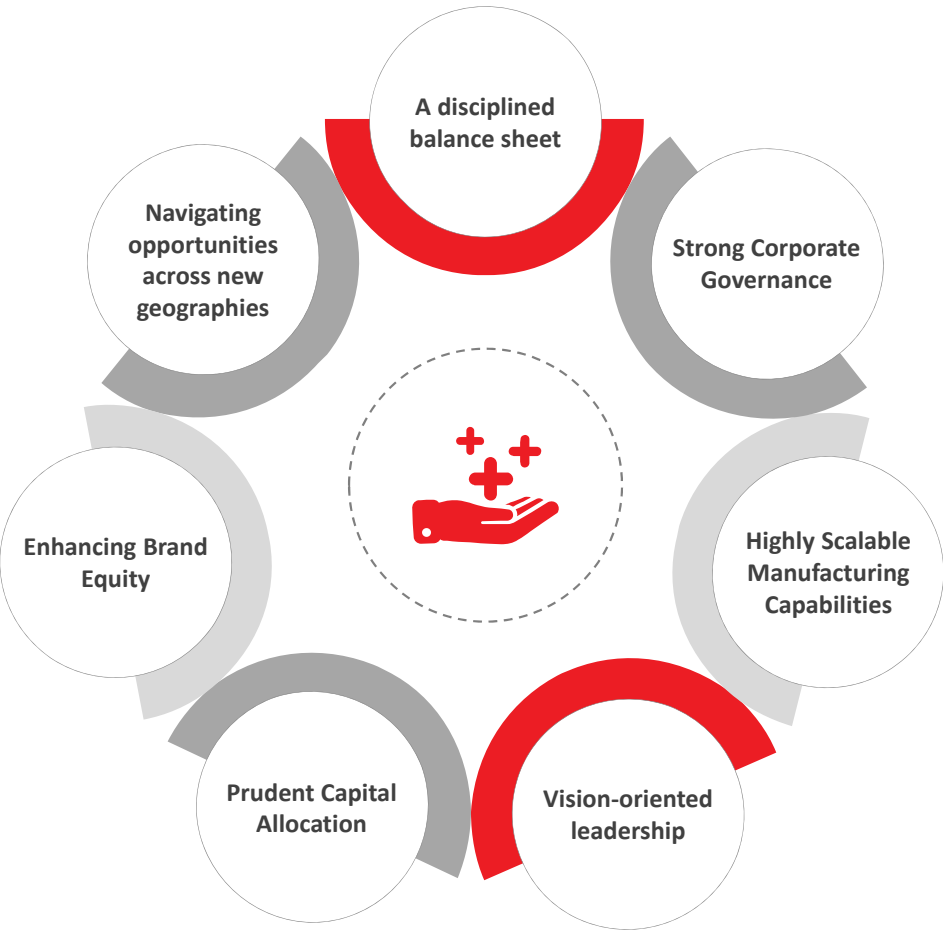 A disciplined
balance sheet
Strong Corporate
Governance
Highly Scalable
Manufacturing
Capabilities
Vision-oriented
leadership
Prudent Capital
Allocation
Enhancing Brand
Equity
Navigating
opportunities
across new
geographies